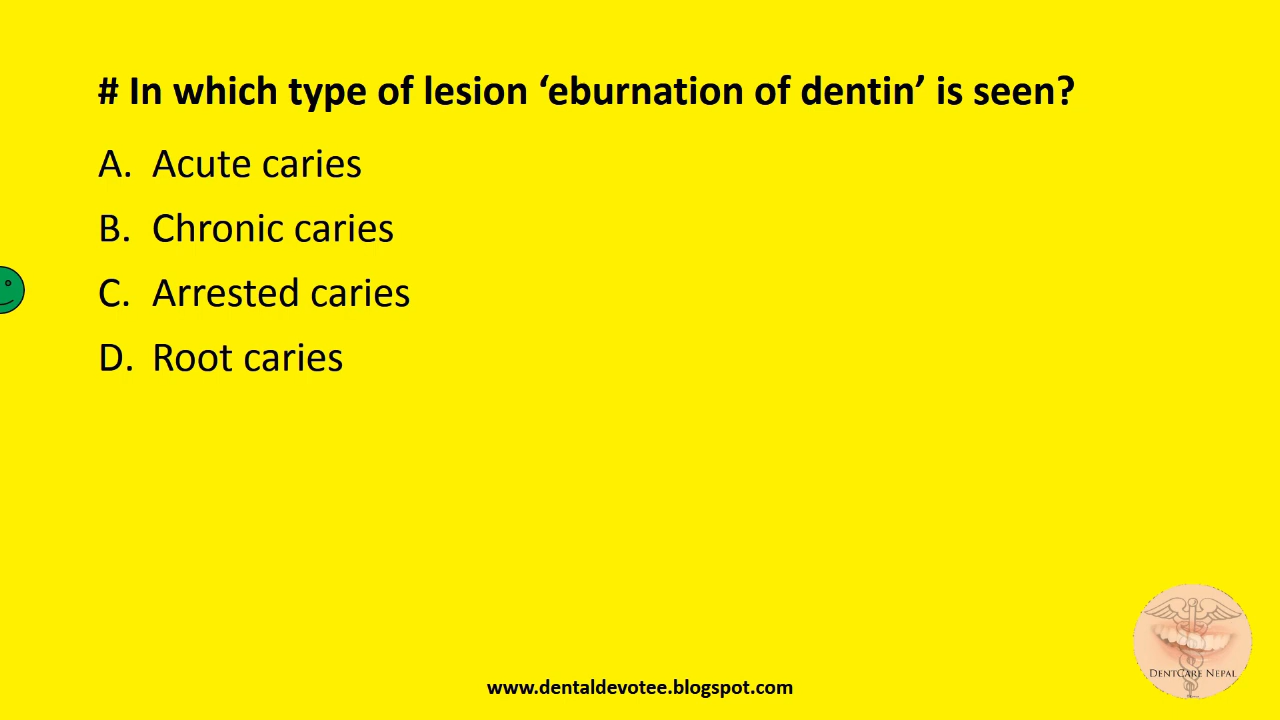 # In which type of lesion ‘eburnation of dentin’ is seen?
A. Acute caries
B. Chronic caries
C. Arrested caries
D. Root caries
DentCare Nepal
www.dentaldevotee.blogspot.com